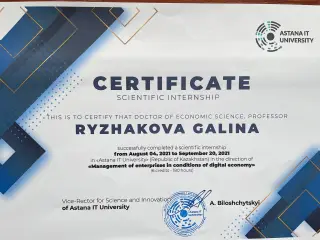 ASTANA IT
UNIVERSITY
CERTIFICATE
SCIENTIFIC INTERNSHIP
THIS IS TO CERTIFY THAT DOCTOR OF ECONOMIC SCIENCE, PROFESSOR
RYZHAKOVA GALINA
successfully completed a scientific internship
from August 04, 2021 to September 20, 2021
in «Astana IT University» (Republic of Kazakhstan) in the direction of
«Management of enterprises in conditions of digital economy»
Vice-Rector for Science and Innovation
of Astana IT University
A. Biloshchytskyi